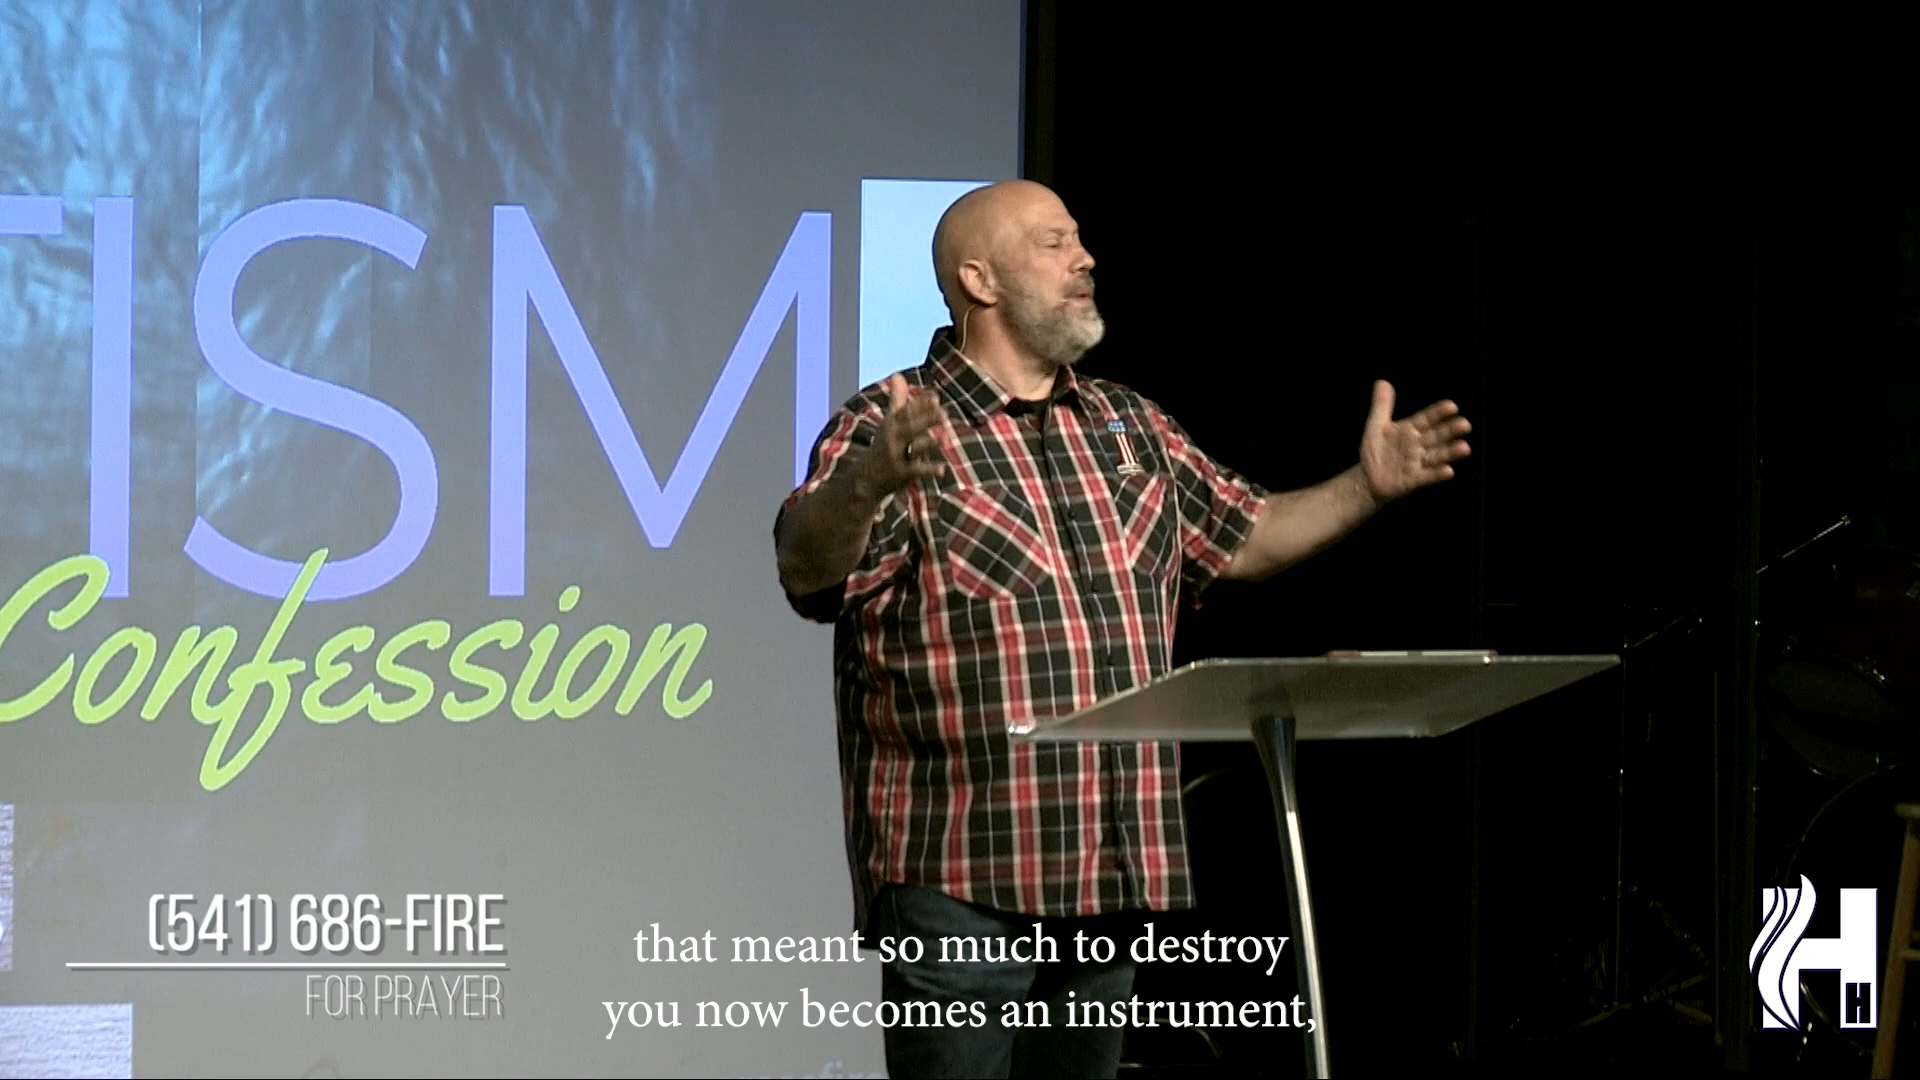 TISM
Confession
(541) 686-FIRE
FOR PRAYER
that meant so much to destroy
you now becomes an instrument,
H
H